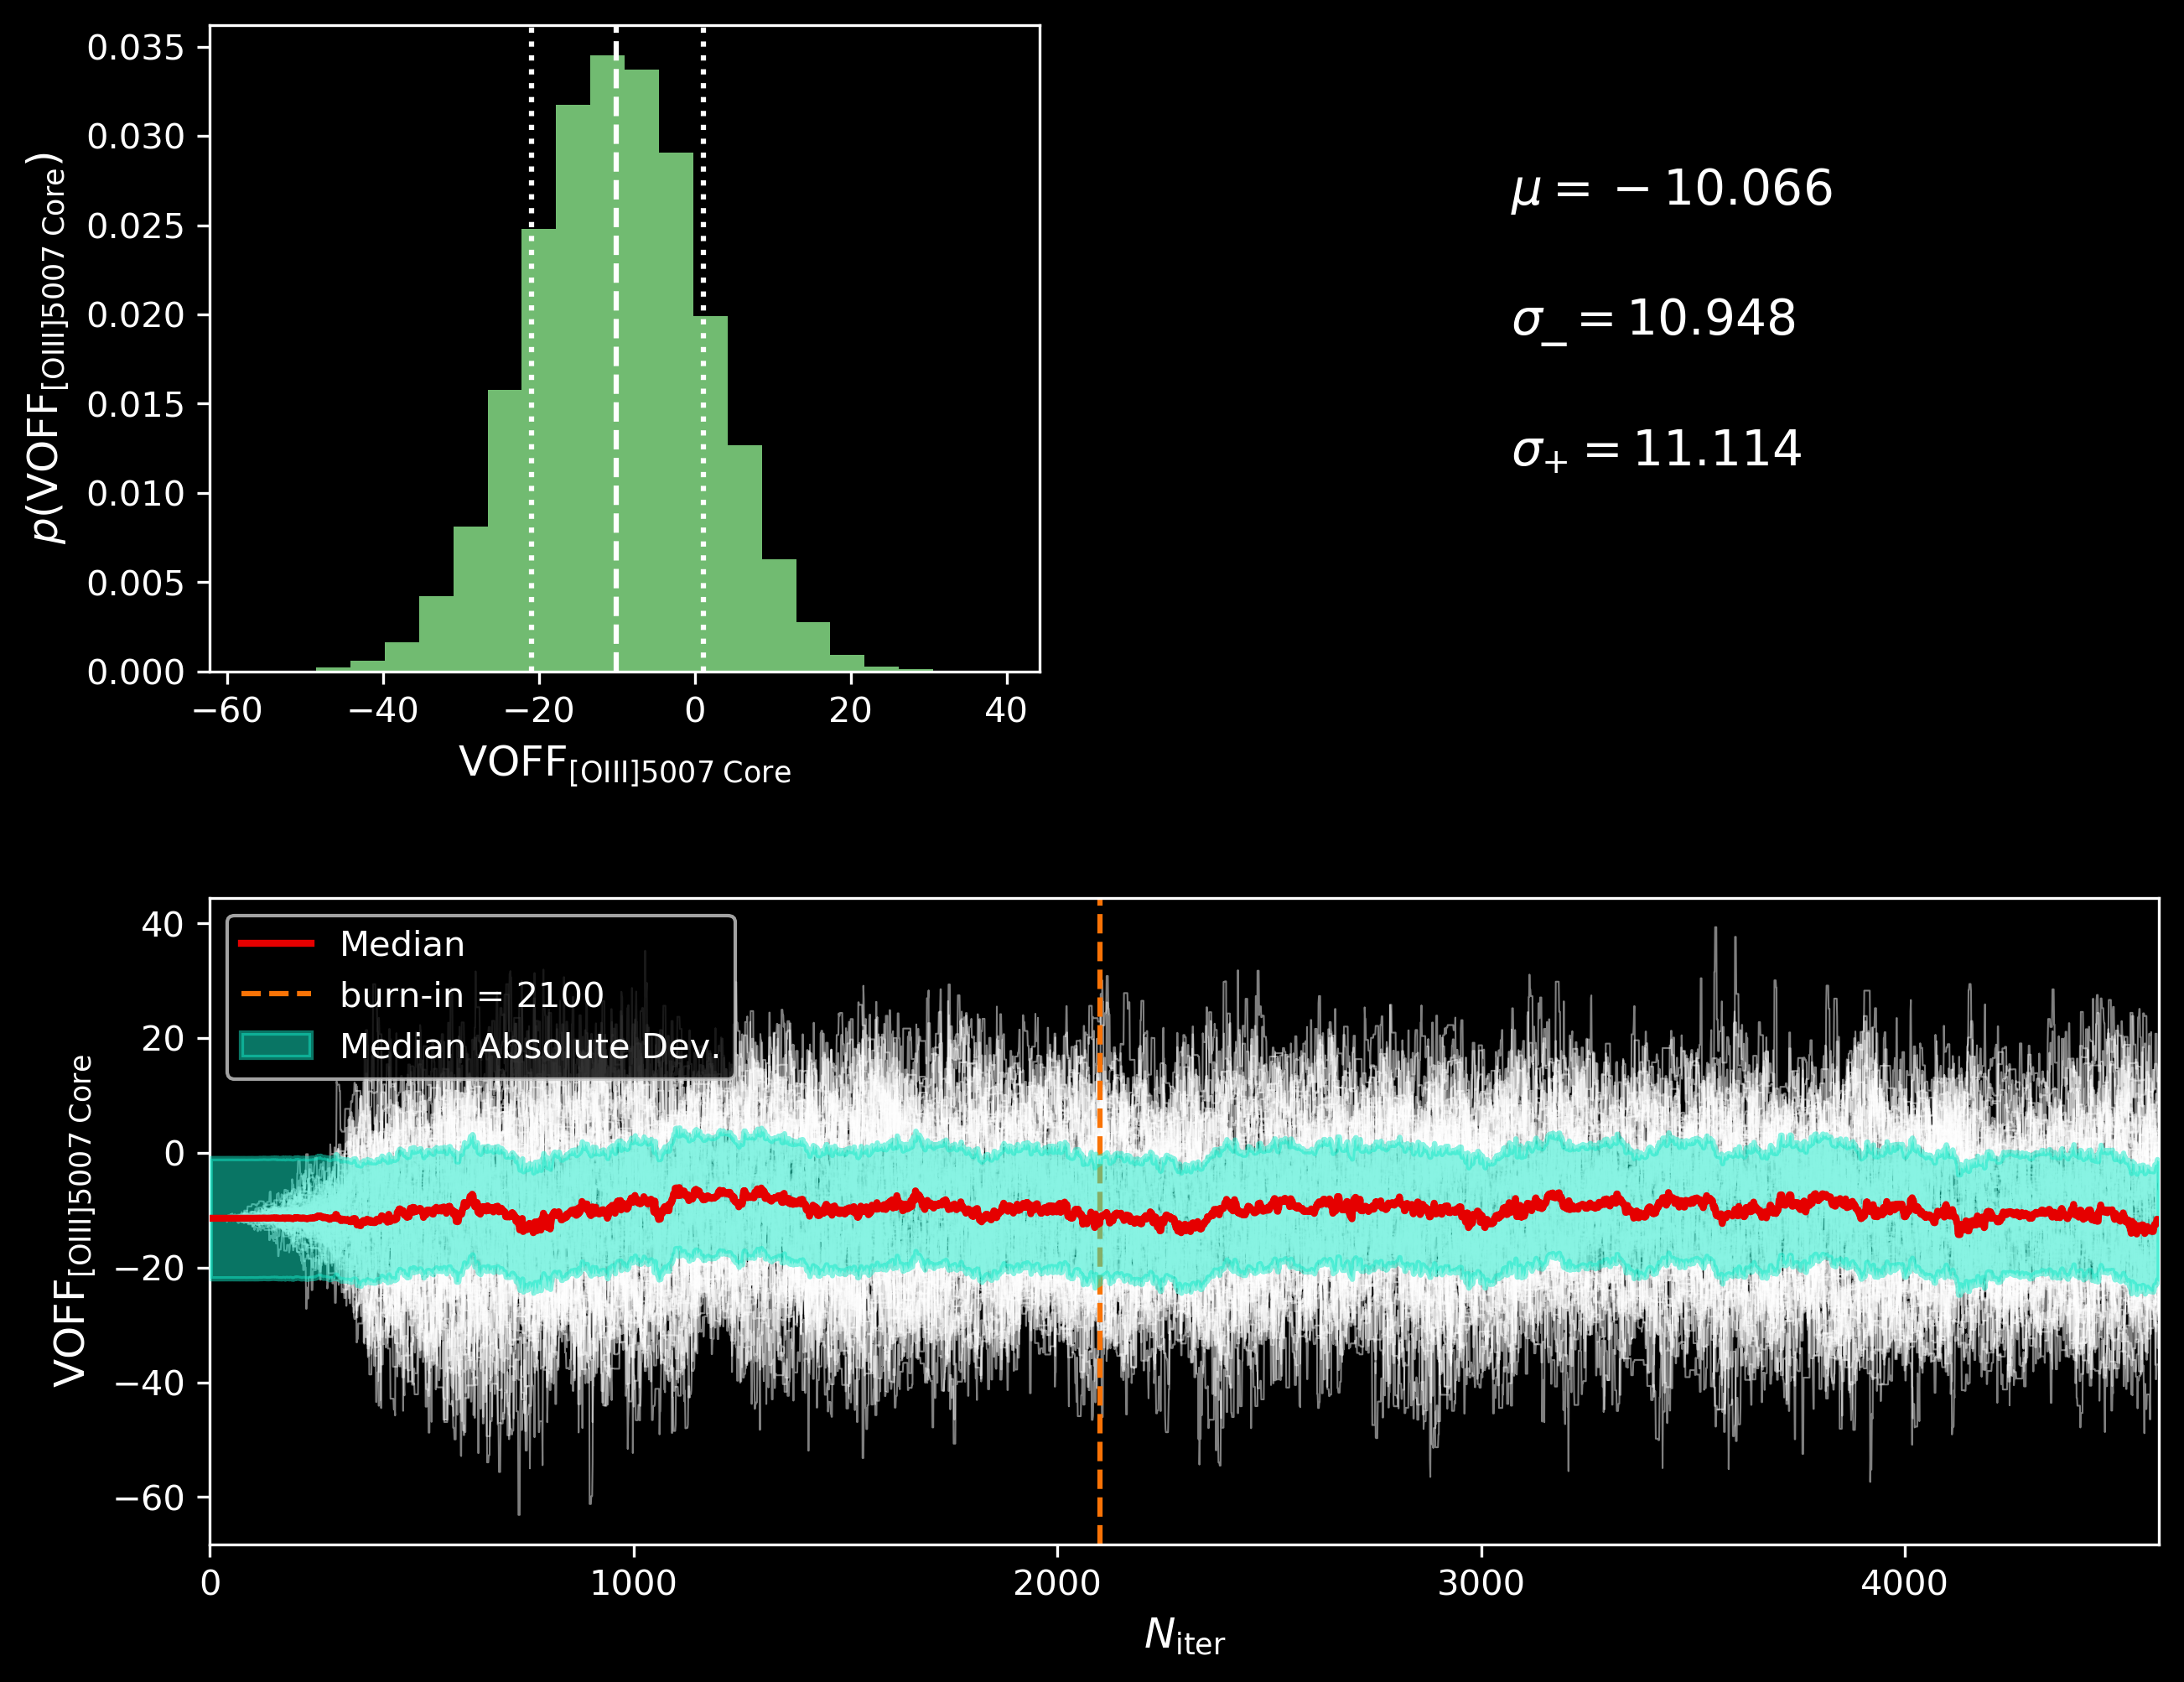 0.035
0.030
0.025
0.020
0.015
0.010
0.005
0.000
p(VOFF[OIII]5007 Core)
−60 −40 −20 0 20 40
VOFF[OIII]5007 Core
μ = − 10.066
σ− = 10.948
σ+ = 11.114
40
20
0
−20
−40
−60
VOFF[OIII]5007 Core
Median
burn-in = 2100
Median Absolute Dev.
0 1000 2000 3000 4000
Niter